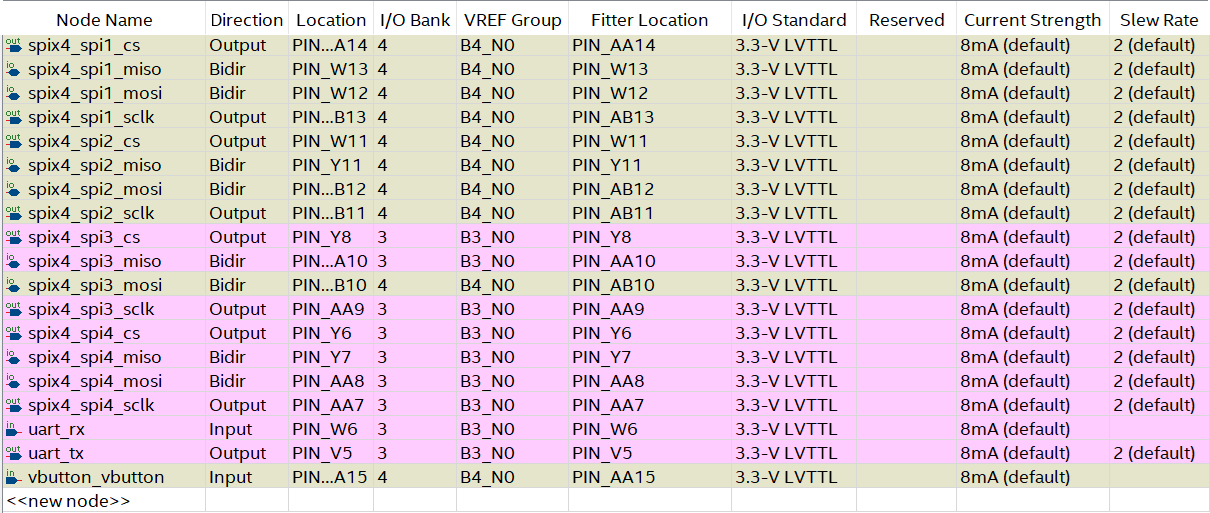 Node Name Direction Location I/O Bank VREF Group Fitter Location I/O Standard Reserved Current Strength Slew Rate
out spix4_spi1_cs Output PIN...A14 4 B4_N0 PIN_AA14 3.3-V LVTTL 8mA (default) 2 (default)
io spix4_spi1_miso Bidir PIN_W13 4 B4_N0 PIN_W13 3.3-V LVTTL 8mA (default) 2 (default)
io spix4_spi1_mosi Bidir PIN_W12 4 B4_N0 PIN_W12 3.3-V LVTTL 8mA (default) 2 (default)
out spix4_spi1_sclk Output PIN...B13 4 B4_N0 PIN_AB13 3.3-V LVTTL 8mA (default) 2 (default)
out spix4_spi2_cs Output PIN_W11 4 B4_N0 PIN_W11 3.3-V LVTTL 8mA (default) 2 (default)
io spix4_spi2_miso Bidir PIN_Y11 4 B4_N0 PIN_Y11 3.3-V LVTTL 8mA (default) 2 (default)
io spix4_spi2_mosi Bidir PIN...B12 4 B4_N0 PIN_AB12 3.3-V LVTTL 8mA (default) 2 (default)
out spix4_spi2_sclk Output PIN...B11 4 B4_N0 PIN_AB11 3.3-V LVTTL 8mA (default) 2 (default)
out spix4_spi3_cs Output PIN_Y8 3 B3_N0 PIN_Y8 3.3-V LVTTL 8mA (default) 2 (default)
io spix4_spi3_miso Bidir PIN...A10 3 B3_N0 PIN_AA10 3.3-V LVTTL 8mA (default) 2 (default)
io spix4_spi3_mosi Bidir PIN...B10 4 B4_N0 PIN_AB10 3.3-V LVTTL 8mA (default) 2 (default)
out spix4_spi3_sclk Output PIN_AA9 3 B3_N0 PIN_AA9 3.3-V LVTTL 8mA (default) 2 (default)
out spix4_spi4_cs Output PIN_Y6 3 B3_N0 PIN_Y6 3.3-V LVTTL 8mA (default) 2 (default)
io spix4_spi4_miso Bidir PIN_Y7 3 B3_N0 PIN_Y7 3.3-V LVTTL 8mA (default) 2 (default)
io spix4_spi4_mosi Bidir PIN_AA8 3 B3_N0 PIN_AA8 3.3-V LVTTL 8mA (default) 2 (default)
out spix4_spi4_sclk Output PIN_AA7 3 B3_N0 PIN_AA7 3.3-V LVTTL 8mA (default) 2 (default)
in uart_rx Input PIN_W6 3 B3_N0 PIN_W6 3.3-V LVTTL 8mA (default)
out uart_tx Output PIN_V5 3 B3_N0 PIN_V5 3.3-V LVTTL 8mA (default) 2 (default)
in vbutton_vbutton Input PIN...A15 4 B4_N0 PIN_AA15 3.3-V LVTTL 8mA (default)
<<new node>>